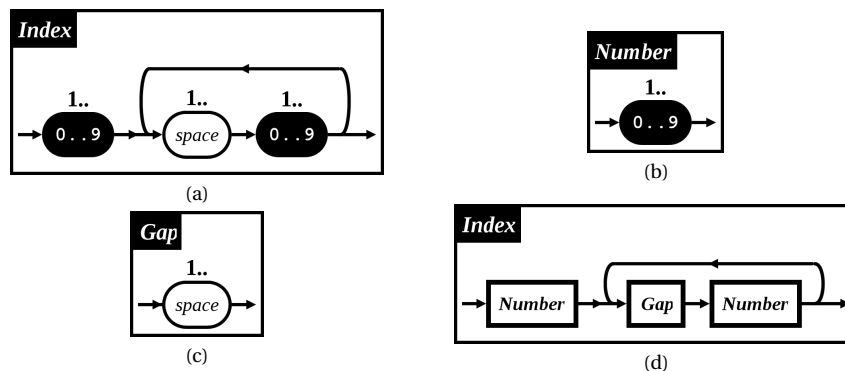 Index
1.. 1.. 1..
0..9 space 0..9
(a)
Number
1..
0..9
(b)
Gap
1..
space
(c)
Index
Number Gap Number
(d)